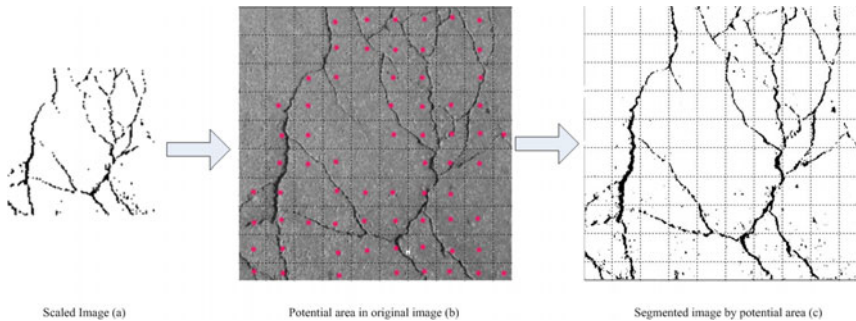 Scaled Image (a)
Potential area in original image (b)
Segmented image by potential area (c)